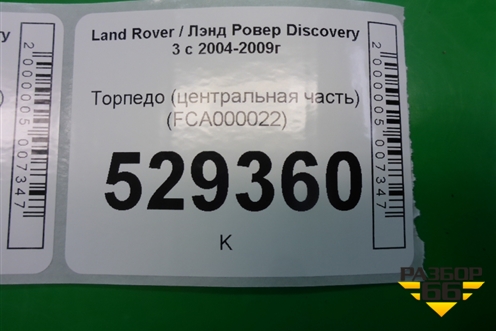 Land Rover / Лэнд Ровер Discovery
3 с 2004-2009г
Торпедо (центральная часть)
(FCA000022)
529360
К
2000005007347
2000005007347
РАЗБОР
66